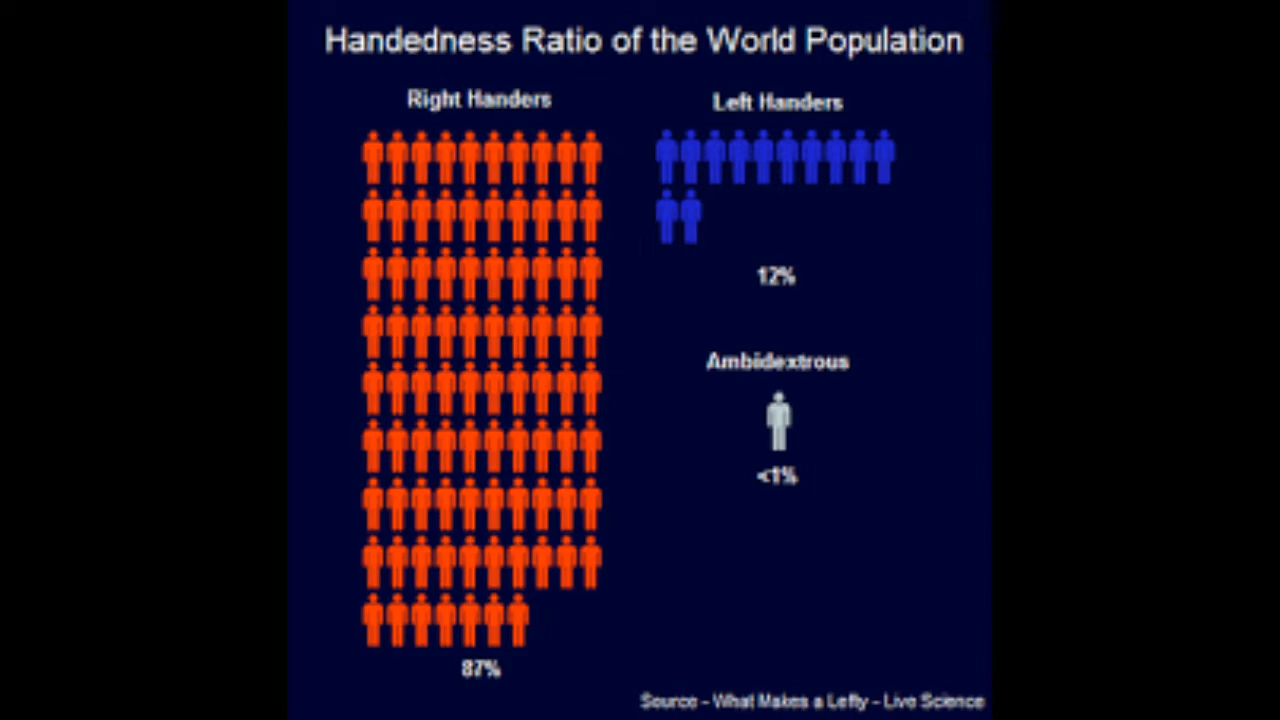 Handedness Ratio of the World Population
Right Handers
Left Handers
12%
Ambidextrous
<1%
87%
Source - What Makes a Lefty - Live Science